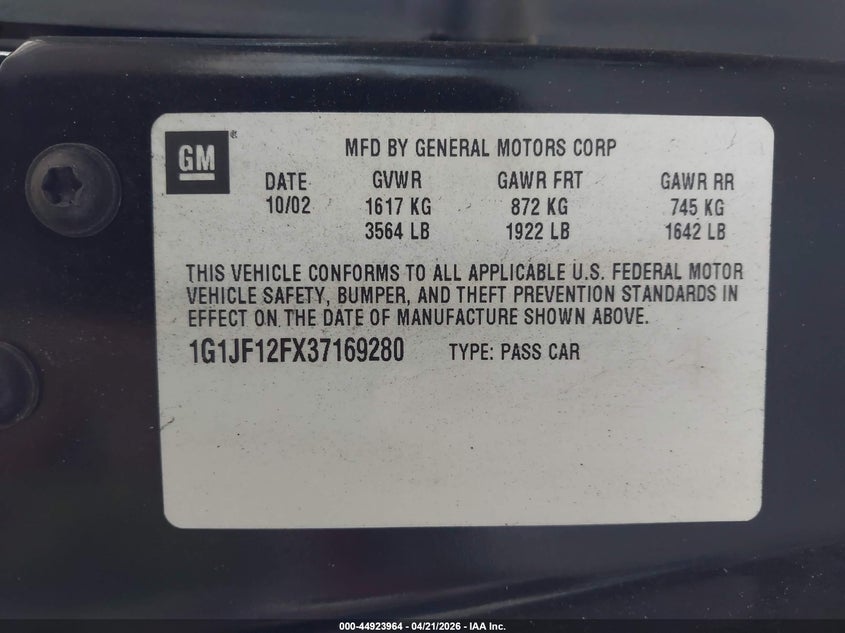 GM
MFD BY GENERAL MOTORS CORP
DATE GVWR GAWR FRT GAWR RR
10/02 1617 KG 872 KG 745 KG
3564 LB 1922 LB 1642 LB
THIS VEHICLE CONFORMS TO ALL APPLICABLE U.S. FEDERAL MOTOR
VEHICLE SAFETY, BUMPER, AND THEFT PREVENTION STANDARDS IN
EFFECT ON THE DATE OF MANUFACTURE SHOWN ABOVE.
1G1JF12FX37169280 TYPE: PASS CAR
000-44923964 - 04/21/2026 - IAA Inc.